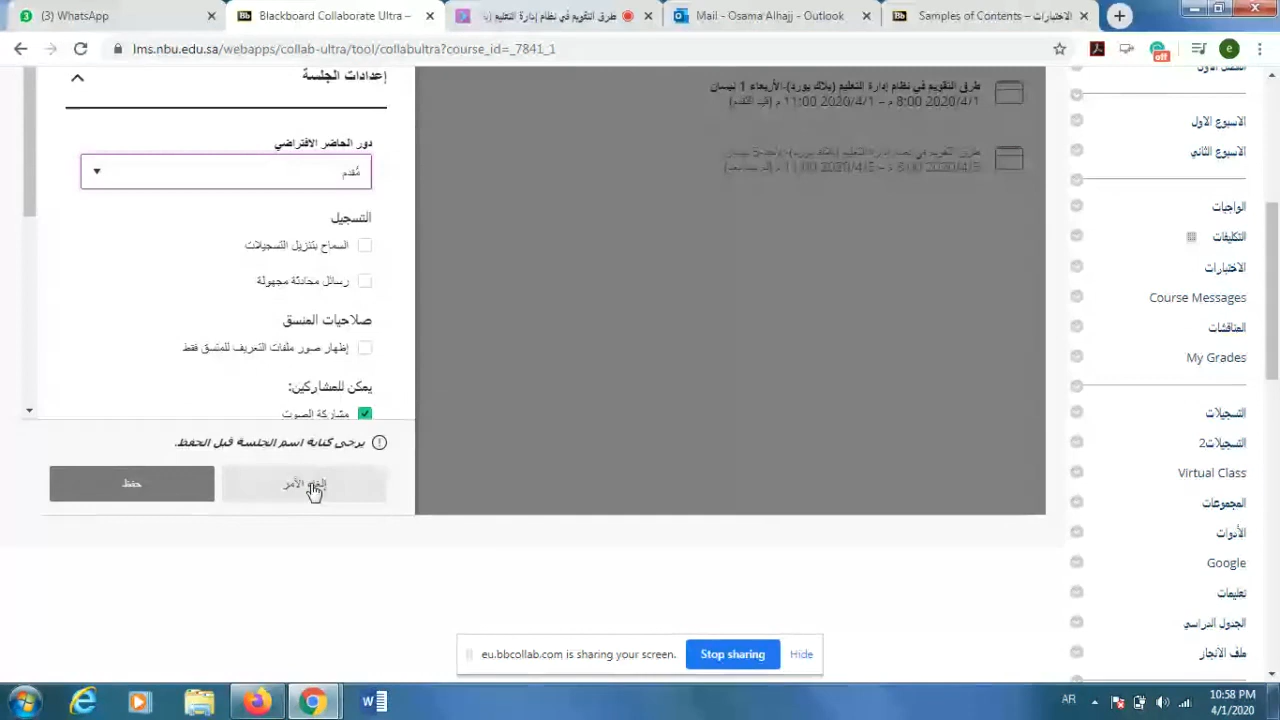 (3) WhatsApp
Blackboard Collaborate Ultra –
طرق التقويم في نظام إدارة التعليم (ب
Mail - Osama Alhajj - Outlook
الاختبارات – Samples of Contents
lms.nbu.edu.sa/webapps/collab-ultra/tool/collabultra?course_id=_7841_1
off
e
إعدادات الجلسة
دور الحاضر الافتراضي
مُقدم
التسجيل
السماح بتنزيل التسجيلات
رسائل محادثة مجهولة
صلاحيات المنسق
إظهار صور ملفات التعريف للمنسق فقط
يمكن للمشاركين:
مشاركة الصوت
يرجى كتابة اسم الجلسة قبل الحفظ.
إلغاء الأمر
حفظ
طرق التقويم في نظام إدارة التعليم (بلاك بورد)-الأربعاء 1 نيسان
2020/4/1 8:00 م – 2020/4/1 11:00 م (قيد التقدم)
الفصل الأول
الاسبوع الاول
الاسبوع الثاني
الواجبات
التكليفات
الاختبارات
Course Messages
المناقشات
My Grades
التسجيلات
التسجيلات2
Virtual Class
المجموعات
الأدوات
Google
تعليمات
الجدول الدراسي
ملف الانجاز
eu.bbcollab.com is sharing your screen.
Stop sharing
Hide
AR
10:58 PM
4/1/2020